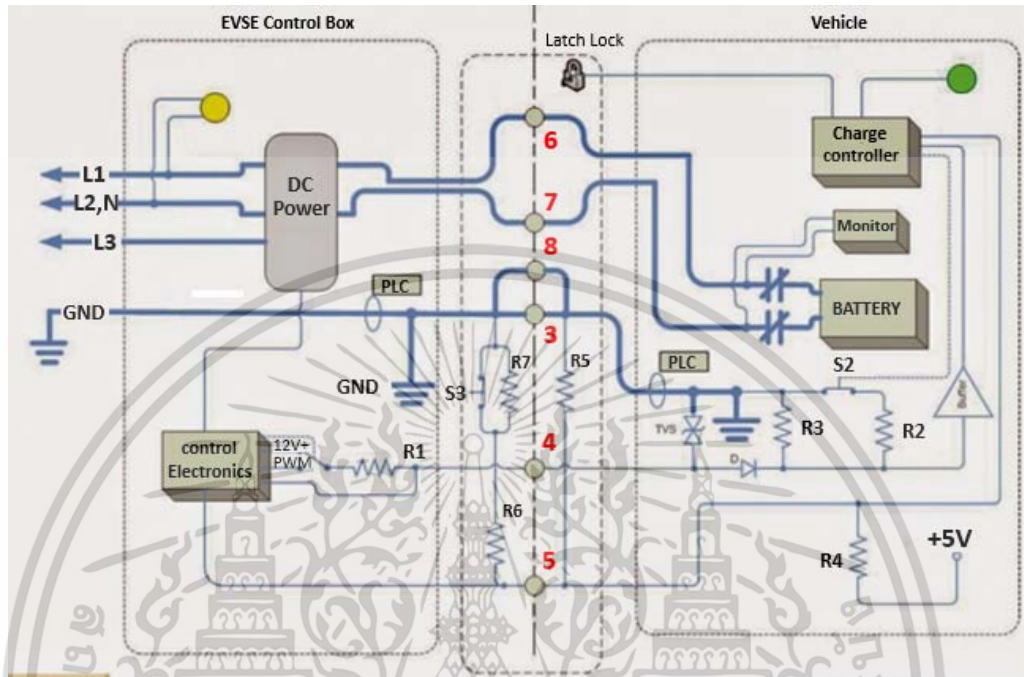 EVSE Control Box
Vehicle
Latch Lock
6
Charge
controller
L1
DC
Power
L2,N
7
Monitor
L3
8
PLC
BATTERY
GND
3
PLC
S2
R7
R5
GND
S3
R3
R2
Buffer
TVS
4
control
Electronics
12V+
PWM
R1
D
R6
+5V
5
R4